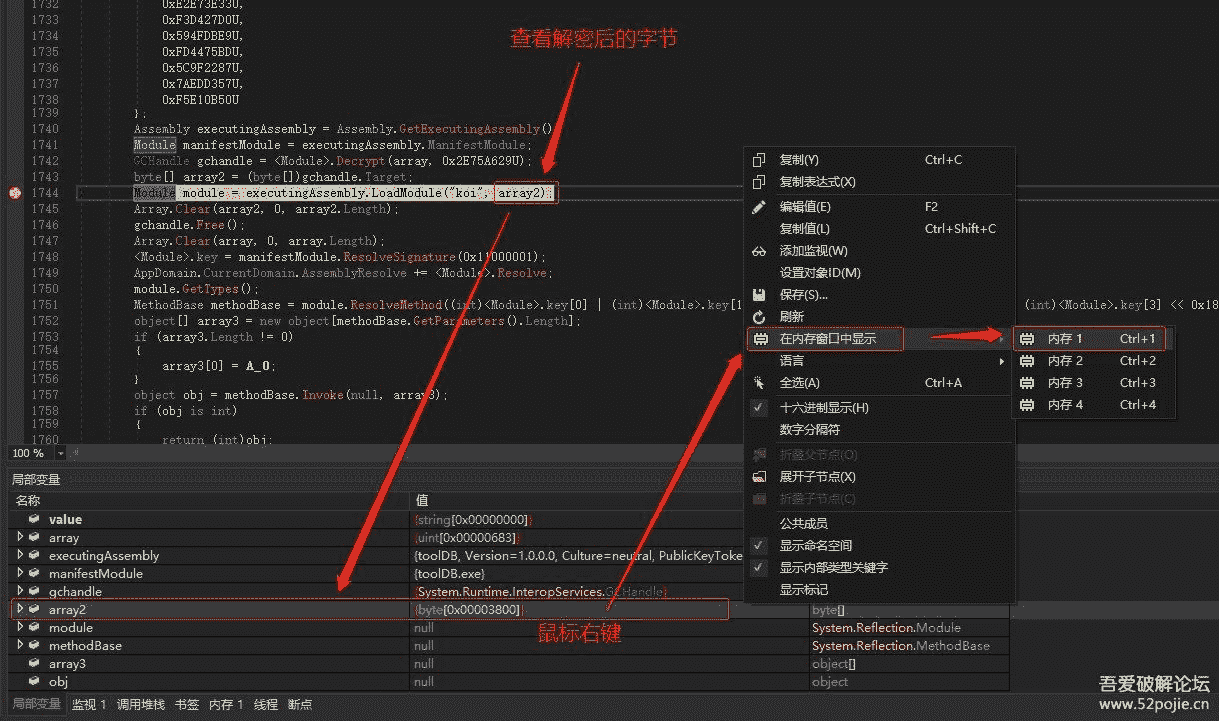 1732 0xE2E73E33U,
1733 0xF3D427D0U,
1734 0x594FDBE9U,
1735 0xFD4475BDU,
1736 0x5C9F2287U,
1737 0x7AEDD357U,
1738 0xF5E10B50U
1739 };
1740 Assembly executingAssembly = Assembly.GetExecutingAssembly()
1741 Module manifestModule = executingAssembly.ManifestModule;
1742 GCHandle gchandle = <Module>.Decrypt(array, 0x2E75A629U);
1743 byte[] array2 = (byte[])gchandle.Target;
1744 Module module = executingAssembly.LoadModule("koi", array2);
1745 Array.Clear(array2, 0, array2.Length);
1746 gchandle.Free();
1747 Array.Clear(array, 0, array.Length);
1748 <Module>.key = manifestModule.ResolveSignature(0x11000001);
1749 AppDomain.CurrentDomain.AssemblyResolve += <Module>.Resolve;
1750 module.GetTypes();
1751 MethodBase methodBase = module.ResolveMethod((int)<Module>.key[0] | (int)<Module>.key[1 (int)<Module>.key[3] << 0x18
1752 object[] array3 = new object[methodBase.GetParameters().Length];
1753 if (array3.Length != 0)
1754 {
1755 array3[0] = A_0;
1756 }
1757 object obj = methodBase.Invoke(null, array3);
1758 if (obj is int)
1759 {
1760 return (int)obj;
查看解密后的字节
复制(Y) Ctrl+C
复制表达式(X)
编辑值(E) F2
复制值(L) Ctrl+Shift+C
添加监视(W)
设置对象ID(M)
保存(S)...
刷新
在内存窗口中显示
语言
全选(A) Ctrl+A
十六进制显示(H)
数字分隔符
折叠父节点(O)
展开子节点(X)
折叠子节点(C)
公共成员
显示命名空间
显示内部类型关键字
显示标记
内存 1 Ctrl+1
内存 2 Ctrl+2
内存 3 Ctrl+3
内存 4 Ctrl+4
100 %
局部变量
名称 值
value {string[0x00000000]}
array {uint[0x00000683]}
executingAssembly {toolDB, Version=1.0.0.0, Culture=neutral, PublicKeyToke
manifestModule {toolDB.exe}
gchandle {System.Runtime.InteropServices.GCHandle}
array2 {byte[0x00003800]} byte[]
module null System.Reflection.Module
methodBase null System.Reflection.MethodBase
array3 null object[]
obj null object
鼠标右键
局部变量 监视 1 调用堆栈 书签 内存 1 线程 断点
吾爱破解论坛
www.52pojie.cn